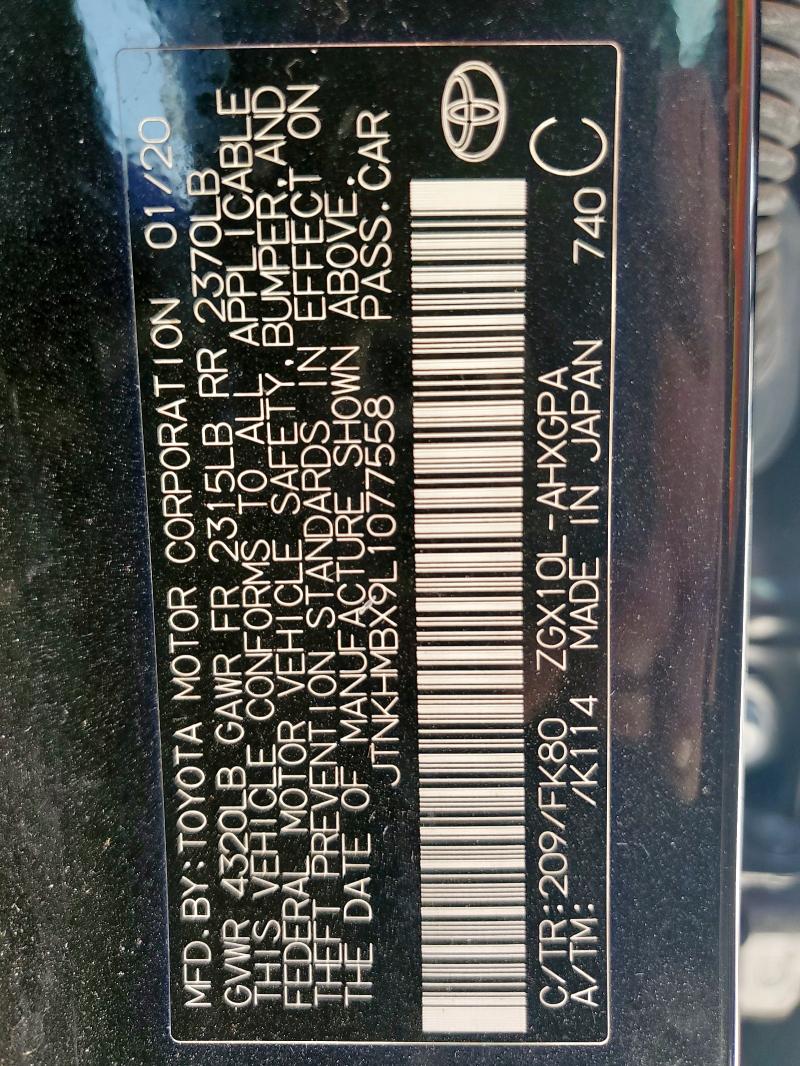 MFD.BY:TOYOTA MOTOR CORPORATION 01/20
GVWR 4320LB GAWR FR 2315LB RR 2370LB
THIS VEHICLE CONFORMS TO ALL APPLICABLE
FEDERAL MOTOR VEHICLE SAFETY, BUMPER, AND
THEFT PREVENTION STANDARDS IN EFFECT ON
THE DATE OF MANUFACTURE SHOWN ABOVE.
JTNKHMBX9L1077558 PASS.CAR
C/TR:209/FK80 ZGX10L-AHXGPA C
A/TM: /K114 MADE IN JAPAN 740